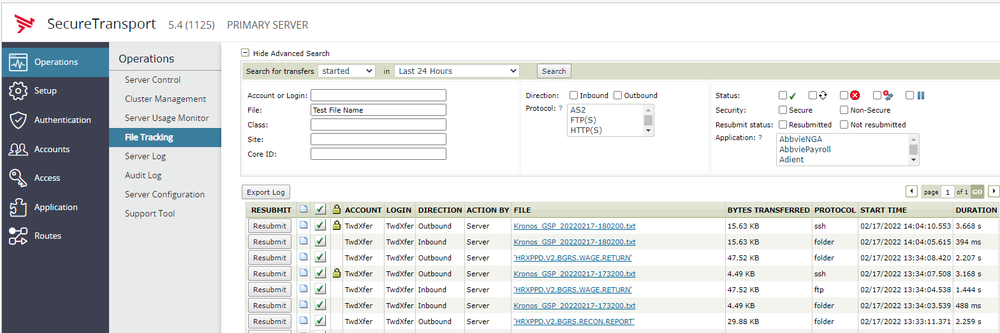 SecureTransport 5.4 (1125) PRIMARY SERVER
Operations
Setup
Authentication
Accounts
Access
Application
Routes
Operations
Server Control
Cluster Management
Server Usage Monitor
File Tracking
Server Log
Audit Log
Server Configuration
Support Tool
Hide Advanced Search
Search for transfers started in Last 24 Hours Search
Account or Login:
File: Test File Name
Class:
Site:
Core ID:
Direction: Inbound Outbound
Protocol: ?
AS2
FTP(S)
HTTP(S)
Status:
Security: Secure Non-Secure
Resubmit status: Resubmitted Not resubmitted
Application: ?
AbbvieNGA
AbbviePayroll
Adient
Export Log
page 1 of 1 GO
RESUBMIT ACCOUNT LOGIN DIRECTION ACTION BY FILE BYTES TRANSFERRED PROTOCOL START TIME DURATION
Resubmit TwdXfer TwdXfer Outbound Server Kronos_GSP_20220217-180200.txt 15.63 KB ssh 02/17/2022 14:04:10.553 3.668 s
Resubmit TwdXfer TwdXfer Inbound Server Kronos_GSP_20220217-180200.txt 15.63 KB folder 02/17/2022 14:04:05.615 394 ms
Resubmit TwdXfer TwdXfer Outbound Server 'HRXPPD.V2.BGRS.WAGE.RETURN' 47.52 KB folder 02/17/2022 13:34:08.420 2.207 s
Resubmit TwdXfer TwdXfer Outbound Server Kronos_GSP_20220217-173200.txt 4.49 KB ssh 02/17/2022 13:34:07.508 3.168 s
Resubmit TwdXfer TwdXfer Inbound Server 'HRXPPD.V2.BGRS.WAGE.RETURN' 47.52 KB ftp 02/17/2022 13:34:04.538 1.444 s
Resubmit TwdXfer TwdXfer Inbound Server Kronos_GSP_20220217-173200.txt 4.49 KB folder 02/17/2022 13:34:03.539 488 ms
Resubmit TwdXfer TwdXfer Outbound Server 'HRXPPD.V2.BGRS.RECON.REPORT' 29.88 KB folder 02/17/2022 13:33:11.371 2.259 s